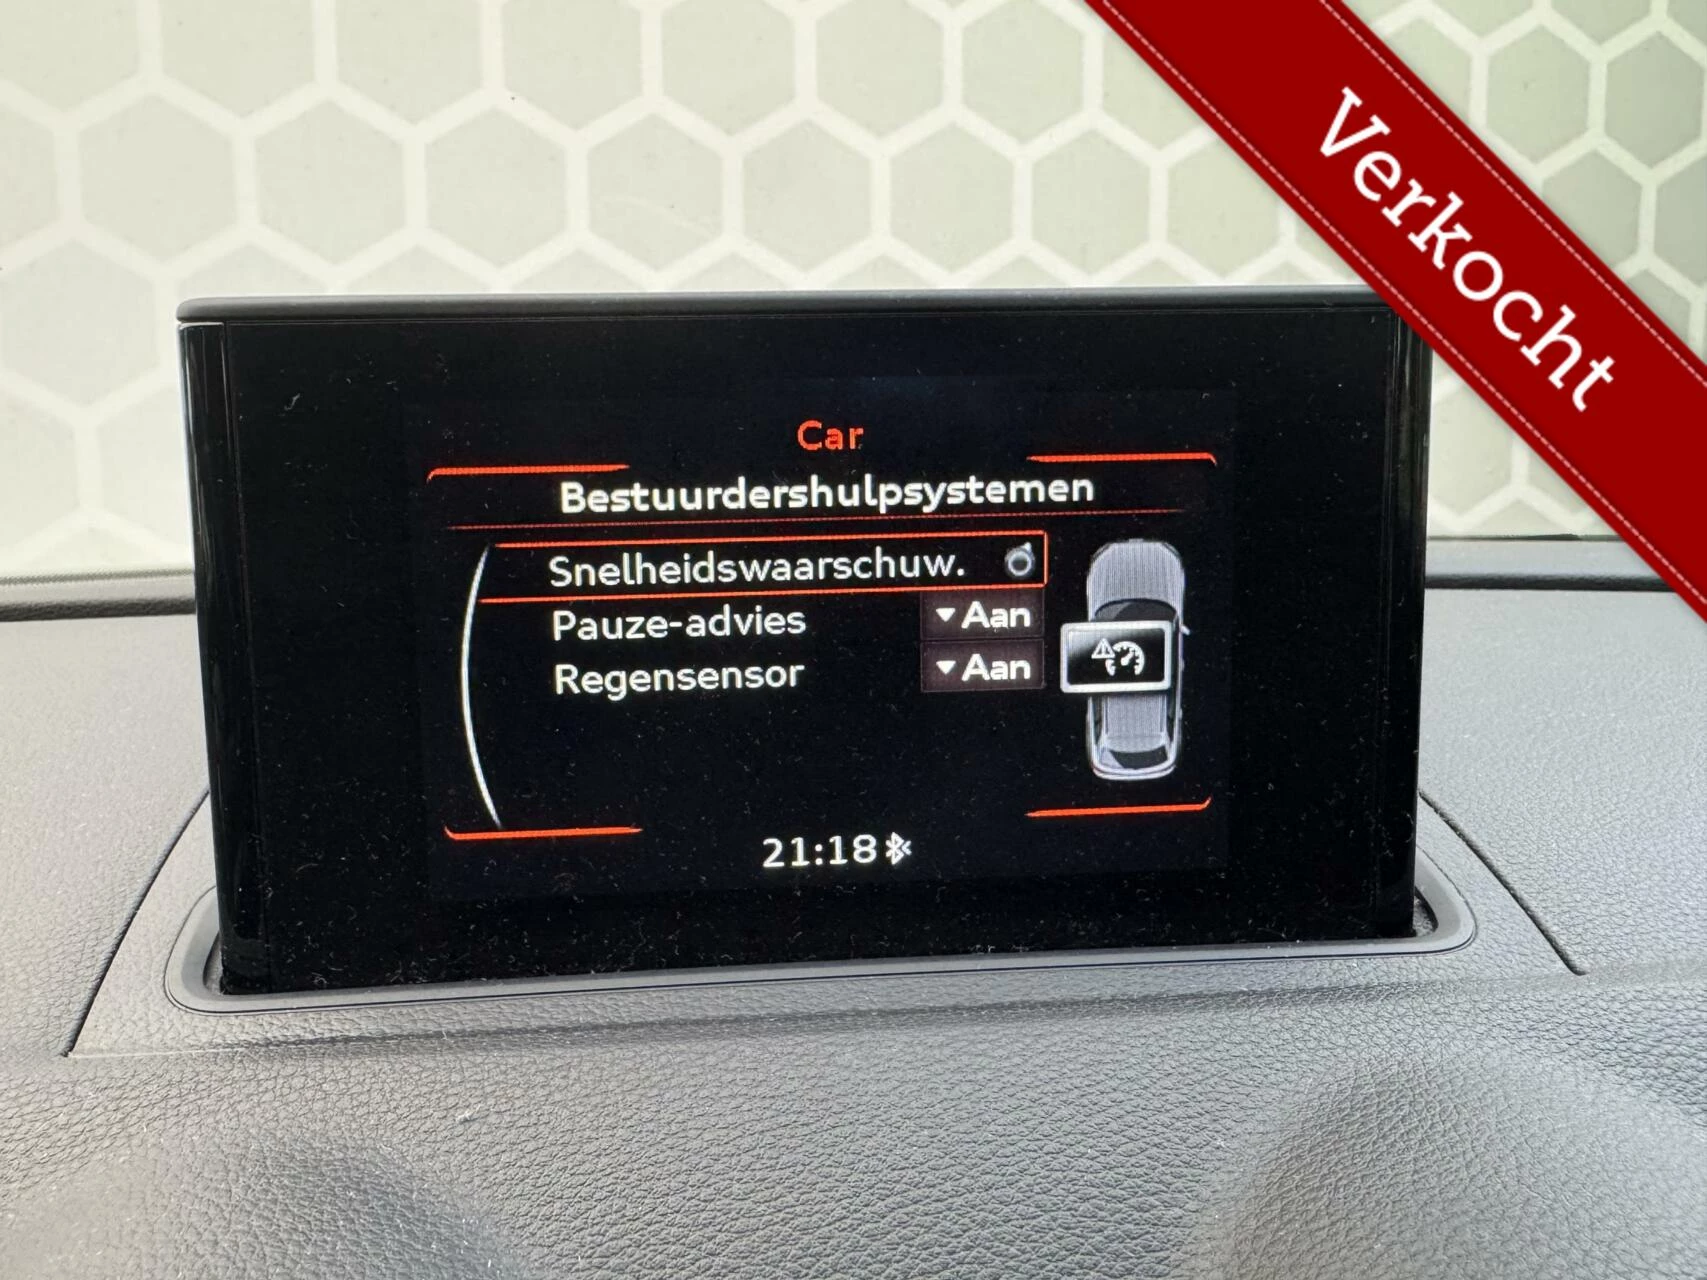 Verkocht
Car
Bestuurdershulpsystemen
Snelheidswaarschuw.
Pauze-advies Aan
Regensensor Aan
21:18